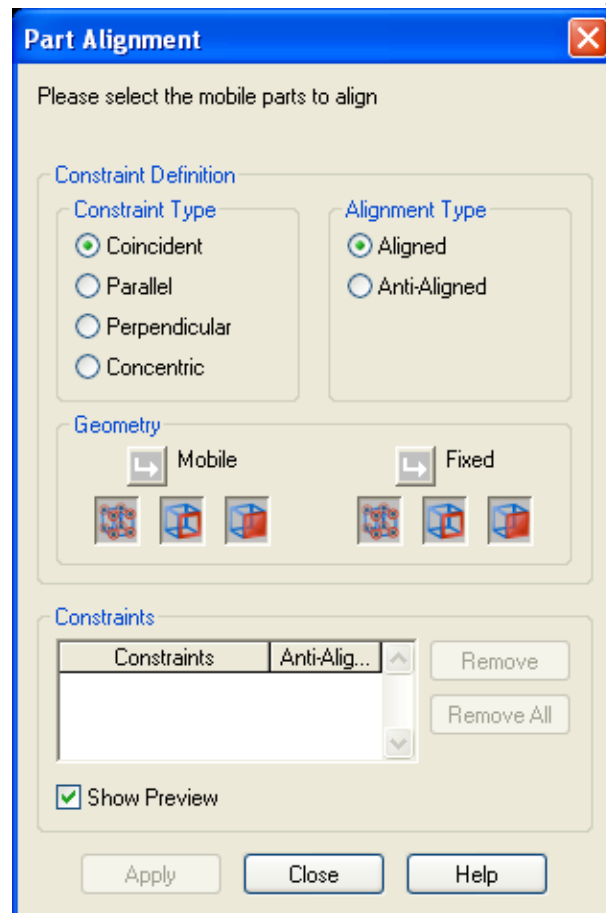 Part Alignment
Please select the mobile parts to align
Constraint Definition
Constraint Type
Coincident
Parallel
Perpendicular
Concentric
Alignment Type
Aligned
Anti-Aligned
Geometry
Mobile
Fixed
Constraints
Constraints Anti-Alig...
Remove
Remove All
Show Preview
Apply Close Help